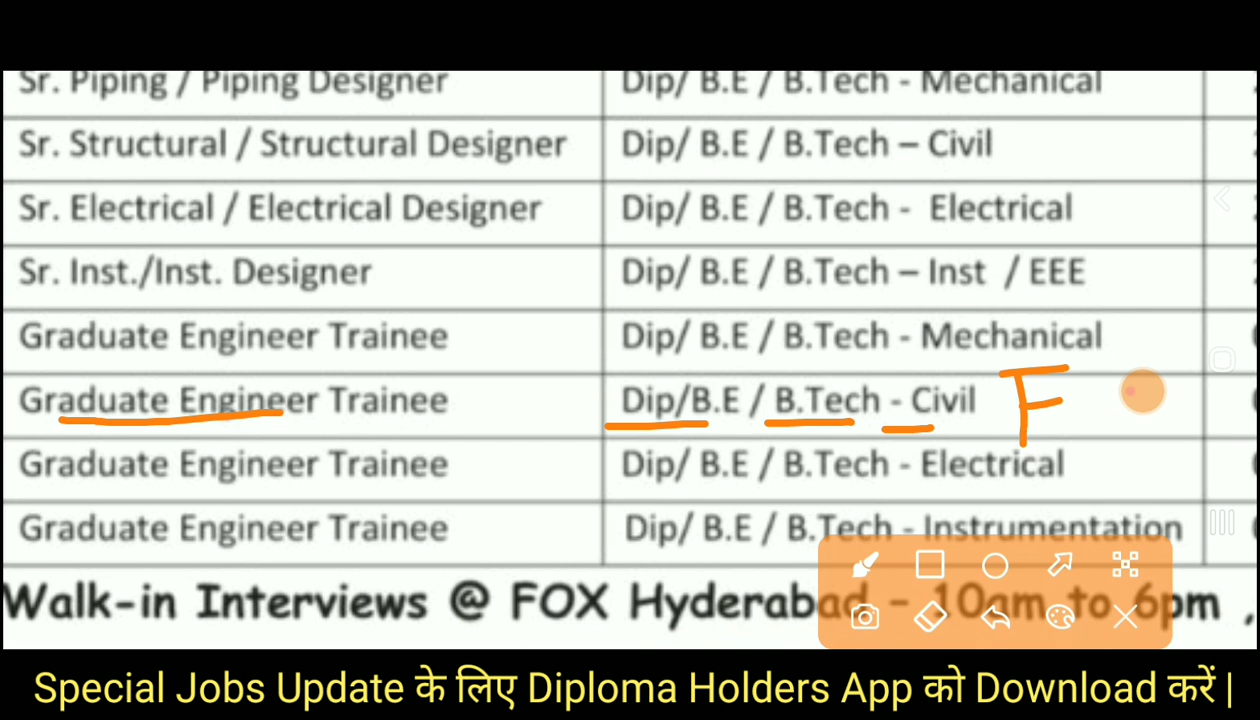 Sr. Piping / Piping Designer Dip/ B.E / B.Tech - Mechanical
Sr. Structural / Structural Designer Dip/ B.E / B.Tech – Civil
Sr. Electrical / Electrical Designer Dip/ B.E / B.Tech - Electrical
Sr. Inst./Inst. Designer Dip/ B.E / B.Tech – Inst / EEE
Graduate Engineer Trainee Dip/ B.E / B.Tech - Mechanical
Graduate Engineer Trainee Dip/B.E / B.Tech - Civil F
Graduate Engineer Trainee Dip/ B.E / B.Tech - Electrical
Graduate Engineer Trainee Dip/ B.E / B.Tech - Instrumentation
Walk-in Interviews @ FOX Hyderabad - 10am to 6pm ,
Special Jobs Update के लिए Diploma Holders App को Download करें |